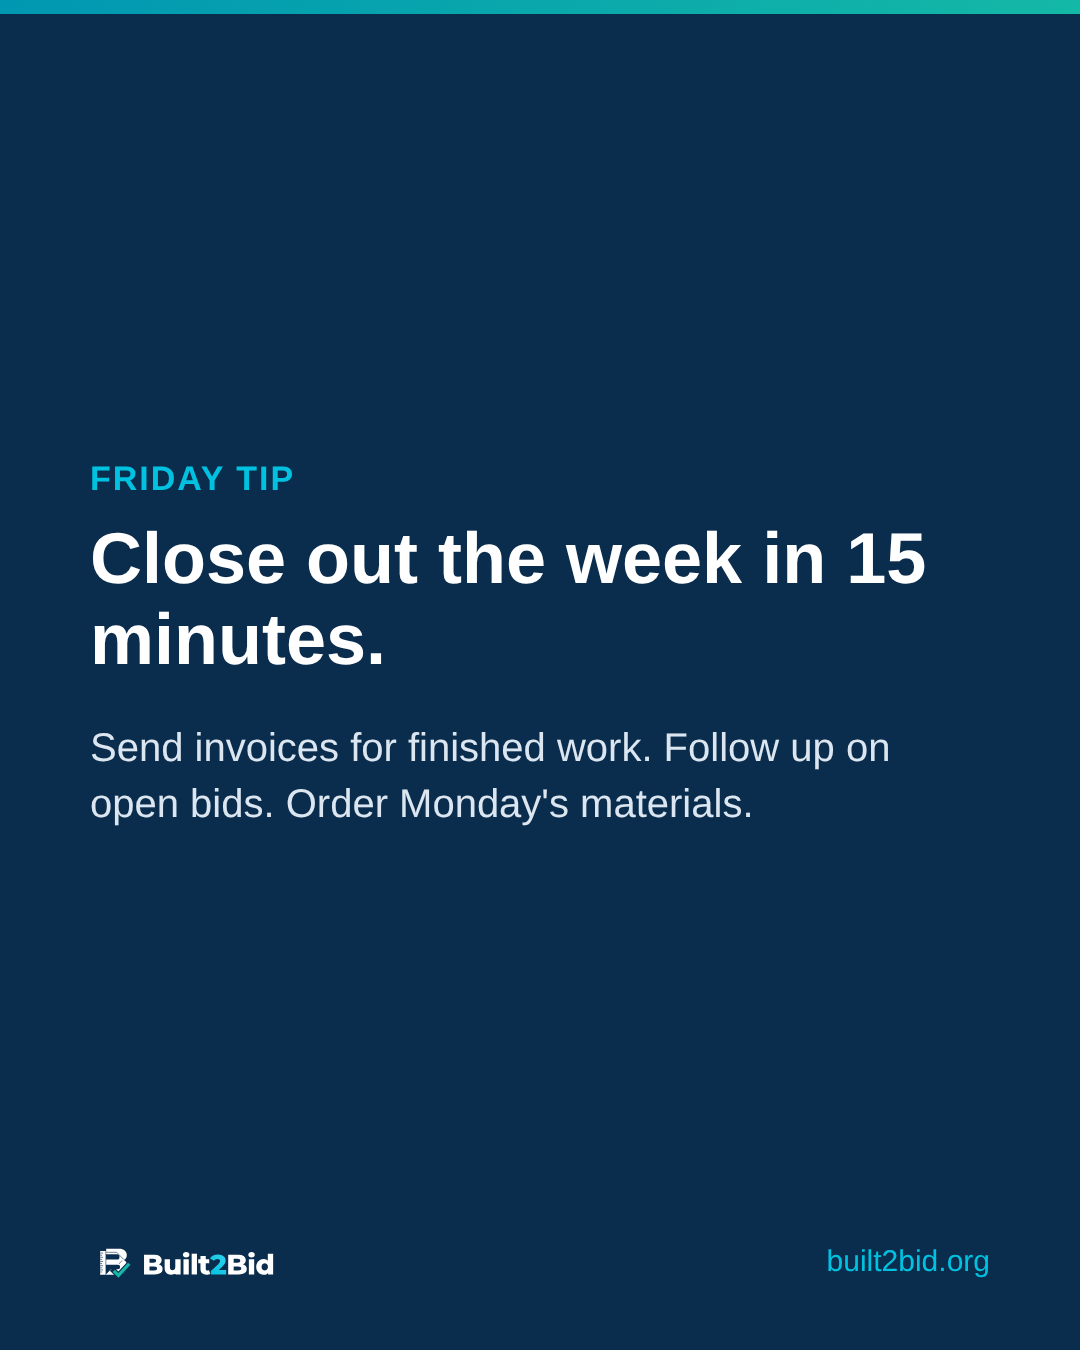 FRIDAY TIP
Close out the week in 15
minutes.
Send invoices for finished work. Follow up on
open bids. Order Monday's materials.
Built2Bid
built2bid.org